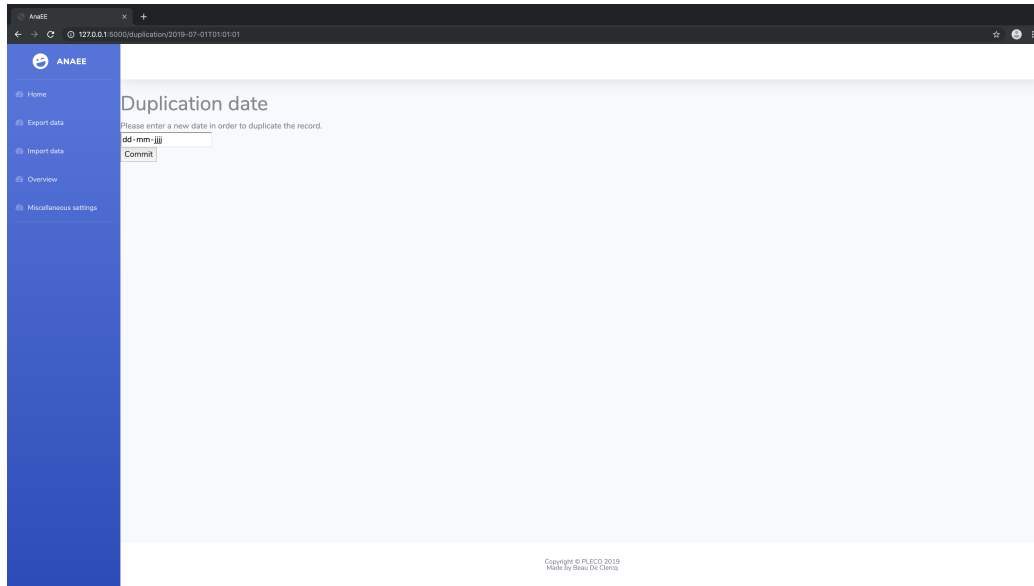 AnaEE
127.0.0.1:5000/duplication/2019-07-01T01:01:01
ANAEE
Home
Export data
Import data
Overview
Miscellaneous settings
Duplication date
Please enter a new date in order to duplicate the record.
dd-mm-jjjj
Commit
Copyright © PLECO 2019
Made by Beau De Clercq